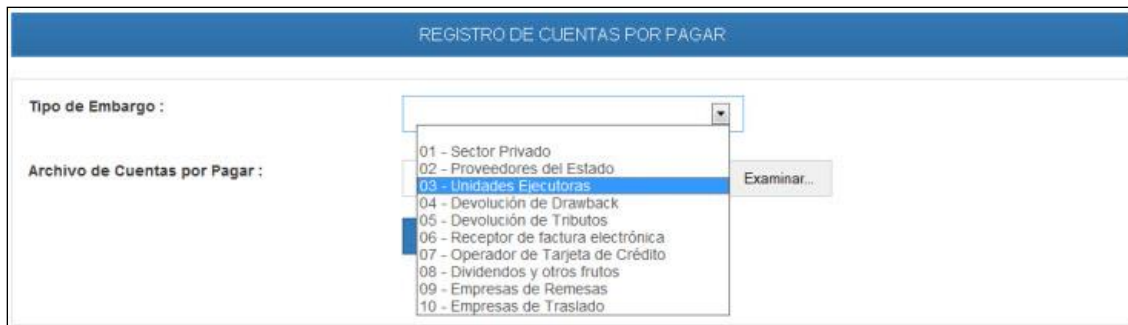 REGISTRO DE CUENTAS POR PAGAR
Tipo de Embargo :
01 - Sector Privado
02 - Proveedores del Estado
03 - Unidades Ejecutoras
04 - Devolución de Drawback
05 - Devolución de Tributos
06 - Receptor de factura electrónica
07 - Operador de Tarjeta de Crédito
08 - Dividendos y otros frutos
09 - Empresas de Remesas
10 - Empresas de Traslado
Archivo de Cuentas por Pagar :
Examinar...